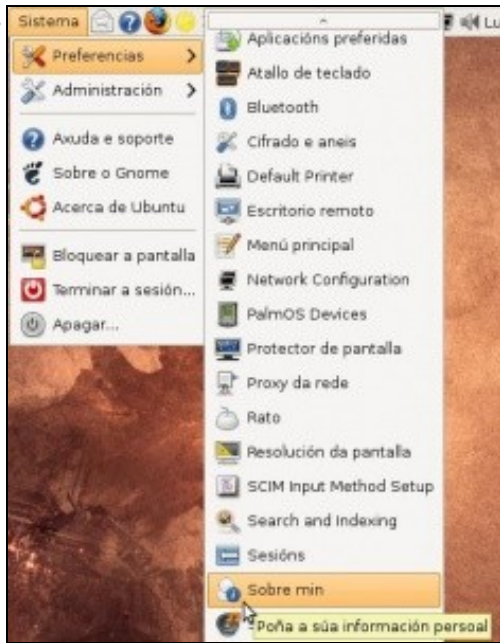 Sistema
Lu
Preferencias
Administración
Axuda e soporte
Sobre o Gnome
Acerca de Ubuntu
Bloquear a pantalla
Terminar a sesión...
Apagar...
Aplicacións preferidas
Atallo de teclado
Bluetooth
Cifrado e aneis
Default Printer
Escritorio remoto
Menú principal
Network Configuration
PalmOS Devices
Protector de pantalla
Proxy da rede
Rato
Resolución da pantalla
SCIM Input Method Setup
Search and Indexing
Sesións
Sobre min
Poña a súa información persoal